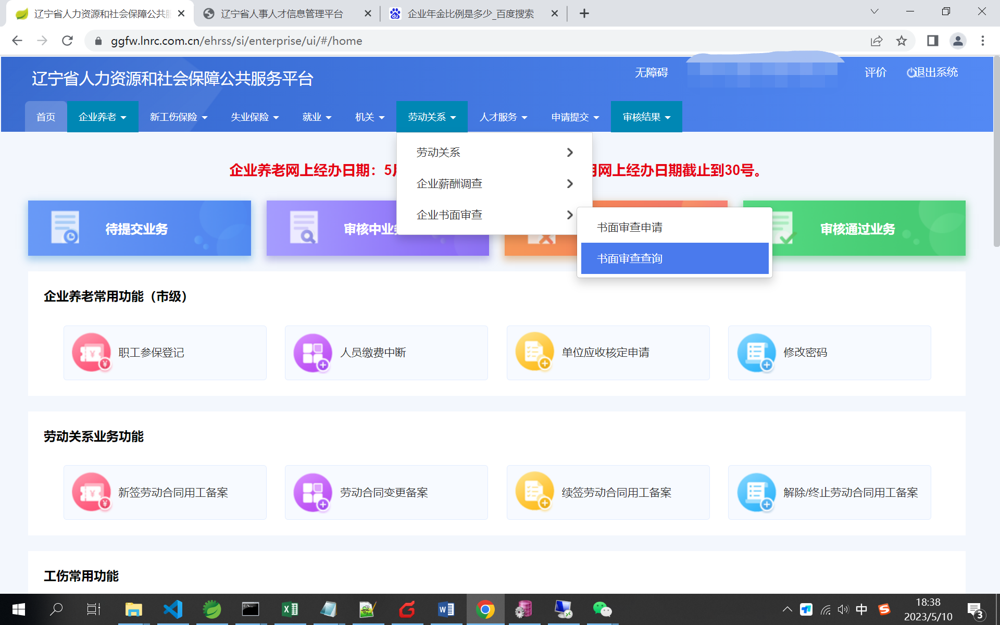 辽宁省人力资源和社会保障公共服
辽宁省人事人才信息管理平台
企业年金比例是多少_百度搜索
ggfw.lnrc.com.cn/ehrss/si/enterprise/ui/#/home
辽宁省人力资源和社会保障公共服务平台
无障碍
评价
退出系统
首页
企业养老
新工伤保险
失业保险
就业
机关
劳动关系
人才服务
申请提交
审核结果
劳动关系
企业薪酬调查
企业书面审查
书面审查申请
书面审查查询
企业养老网上经办日期：5
网上经办日期截止到30号。
待提交业务
审核中业
审核通过业务
企业养老常用功能（市级）
职工参保登记
人员缴费中断
单位应收核定申请
修改密码
劳动关系业务功能
新签劳动合同用工备案
劳动合同变更备案
续签劳动合同用工备案
解除/终止劳动合同用工备案
工伤常用功能
中
18:38
2023/5/10
3